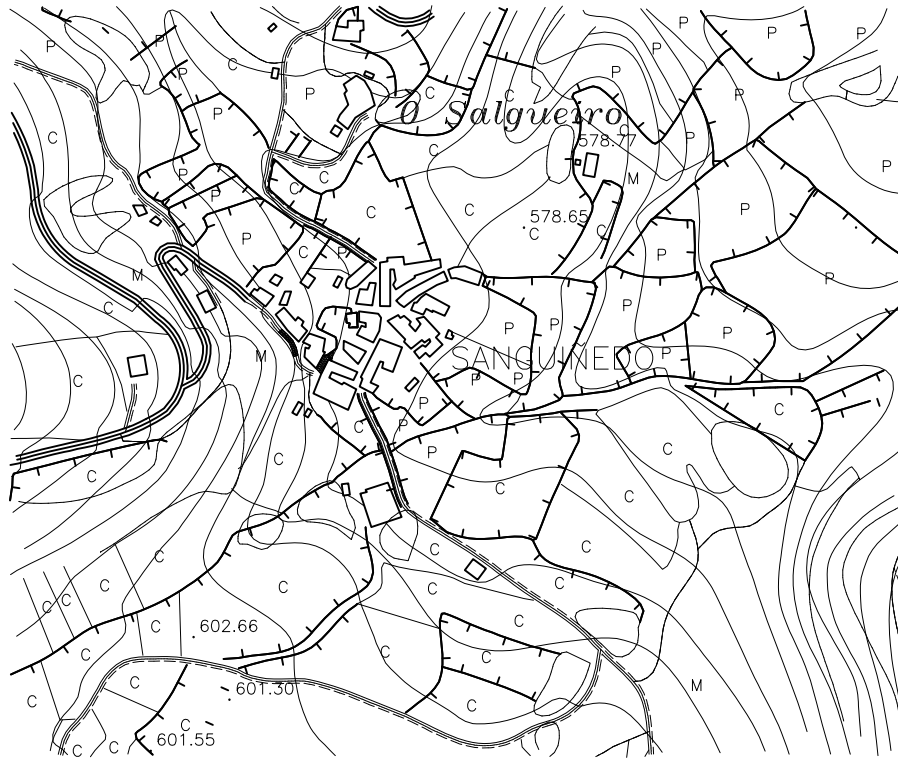 P P P P
P C P
P P C C P
O Salgueiro
C C P
578.77
C P
P C C M
P C C P
578.65
C C
P C P P
M P
C P P P
SANGUIÑEDO
M P
C P P
C P C
P C
C C
C C
C C
C C C C
C C
602.66
C C C
M
601.30
C C C
601.55
C C